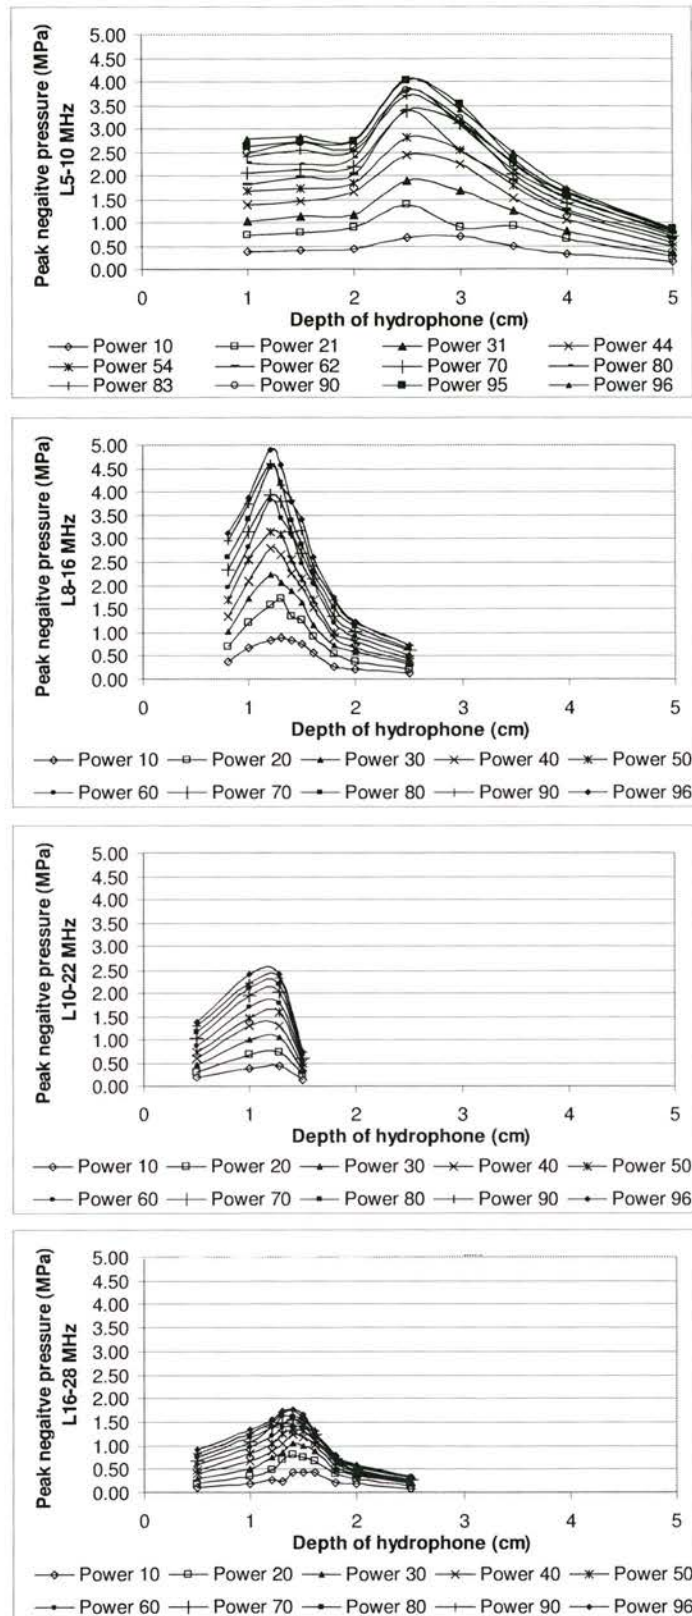 Peak negaitve pressure (MPa)
L5-10 MHz
5.00
4.50
4.00
3.50
3.00
2.50
2.00
1.50
1.00
0.50
0.00
0 1 2 3 4 5
Depth of hydrophone (cm)
Power 10 Power 21 Power 31 Power 44
Power 54 Power 62 Power 70 Power 80
Power 83 Power 90 Power 95 Power 96
Peak negaitve pressure (MPa)
L8-16 MHz
5.00
4.50
4.00
3.50
3.00
2.50
2.00
1.50
1.00
0.50
0.00
0 1 2 3 4 5
Depth of hydrophone (cm)
Power 10 Power 20 Power 30 Power 40 Power 50
Power 60 Power 70 Power 80 Power 90 Power 96
Peak negaitve pressure (MPa)
L10-22 MHz
5.00
4.50
4.00
3.50
3.00
2.50
2.00
1.50
1.00
0.50
0.00
0 1 2 3 4 5
Depth of hydrophone (cm)
Power 10 Power 20 Power 30 Power 40 Power 50
Power 60 Power 70 Power 80 Power 90 Power 96
Peak negaitve pressure (MPa)
L16-28 MHz
5.00
4.50
4.00
3.50
3.00
2.50
2.00
1.50
1.00
0.50
0.00
0 1 2 3 4 5
Depth of hydrophone (cm)
Power 10 Power 20 Power 30 Power 40 Power 50
Power 60 Power 70 Power 80 Power 90 Power 96